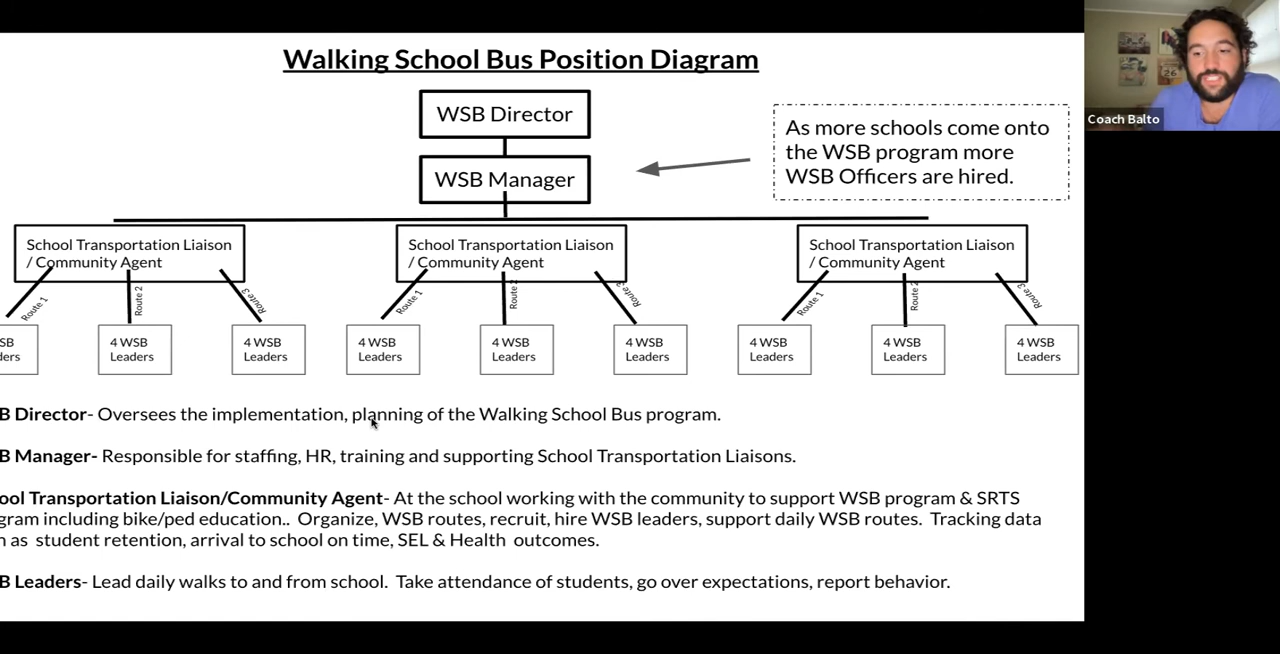 Walking School Bus Position Diagram
WSB Director
WSB Manager
As more schools come onto
the WSB program more
WSB Officers are hired.
26
Coach Balto
School Transportation Liaison
/ Community Agent
School Transportation Liaison
/ Community Agent
School Transportation Liaison
/ Community Agent
Route 1
Route 2
Route 3
Route 1
Route 2
Route 3
Route 1
Route 2
Route 3
SB
ders
4 WSB
Leaders
4 WSB
Leaders
4 WSB
Leaders
4 WSB
Leaders
4 WSB
Leaders
4 WSB
Leaders
4 WSB
Leaders
4 WSB
Leaders
B Director- Oversees the implementation, planning of the Walking School Bus program.
B Manager- Responsible for staffing, HR, training and supporting School Transportation Liaisons.
ool Transportation Liaison/Community Agent- At the school working with the community to support WSB program & SRTS
gram including bike/ped education.. Organize, WSB routes, recruit, hire WSB leaders, support daily WSB routes. Tracking data
h as student retention, arrival to school on time, SEL & Health outcomes.
B Leaders- Lead daily walks to and from school. Take attendance of students, go over expectations, report behavior.